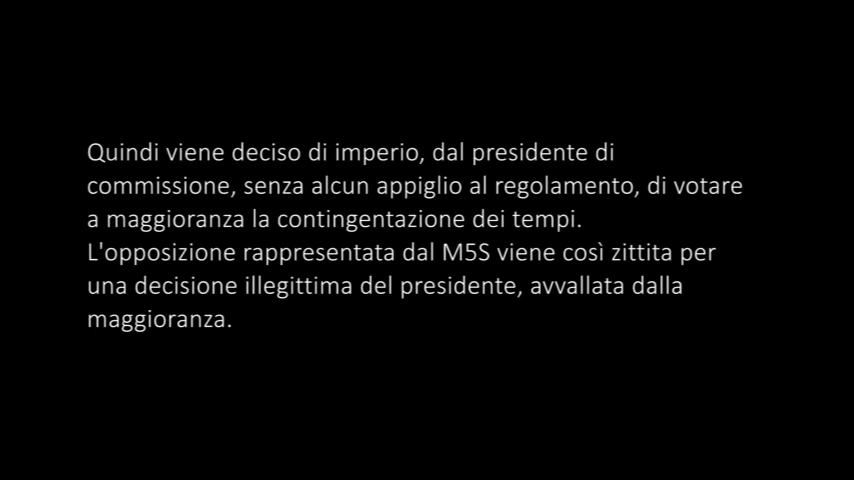 Quindi viene deciso di imperio, dal presidente di
commissione, senza alcun appiglio al regolamento, di votare
a maggioranza la contingentazione dei tempi.
L'opposizione rappresentata dal M5S viene così zittita per
una decisione illegittima del presidente, avvallata dalla
maggioranza.